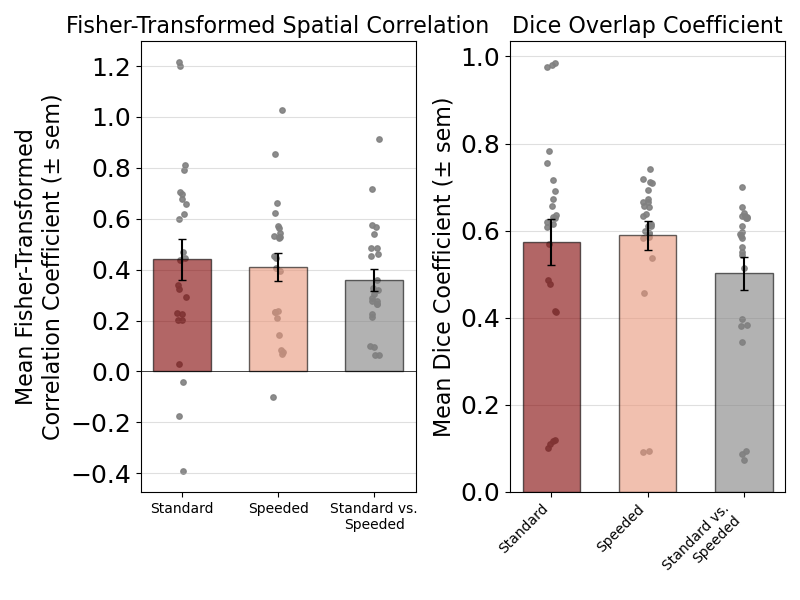 Fisher-Transformed Spatial Correlation
Mean Fisher-Transformed
Correlation Coefficient (± sem)
1.2
1.0
0.8
0.6
0.4
0.2
0.0
−0.2
−0.4
Standard
Speeded
Standard vs.
Speeded
Dice Overlap Coefficient
Mean Dice Coefficient (± sem)
1.0
0.8
0.6
0.4
0.2
0.0
Standard
Speeded
Standard vs.
Speeded